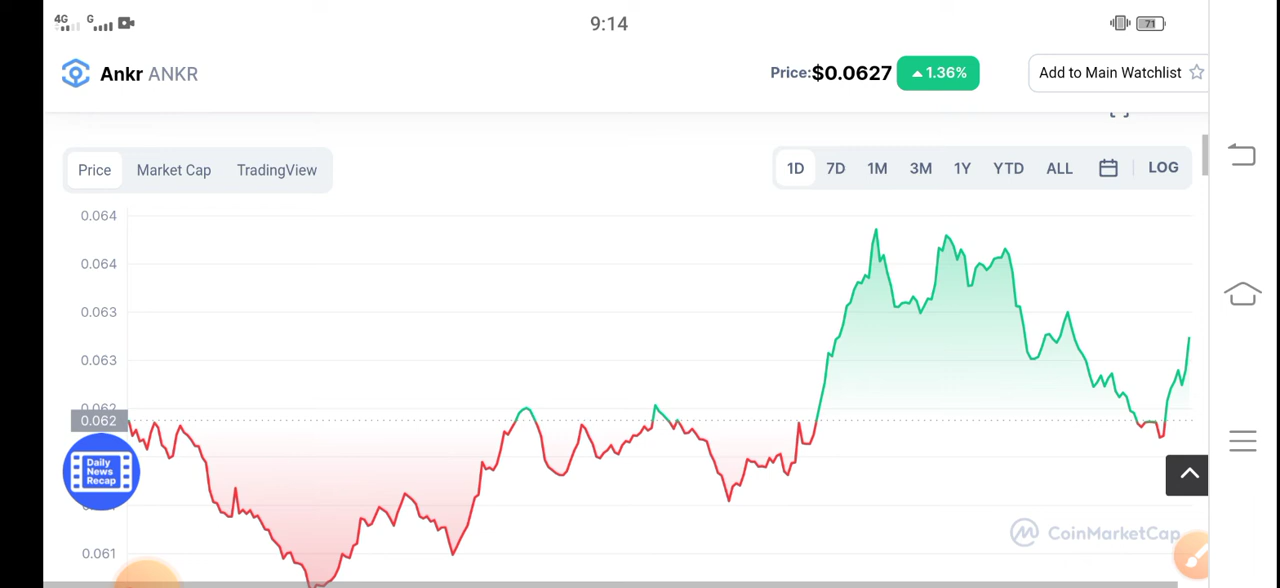 4G G 9:14 71
Ankr ANKR Price:$0.0627 1.36% Add to Main Watchlist
Price Market Cap TradingView 1D 7D 1M 3M 1Y YTD ALL LOG
0.064
0.064
0.063
0.063
0.062
0.062
Daily
News
Recap
CoinMarketCap
0.061